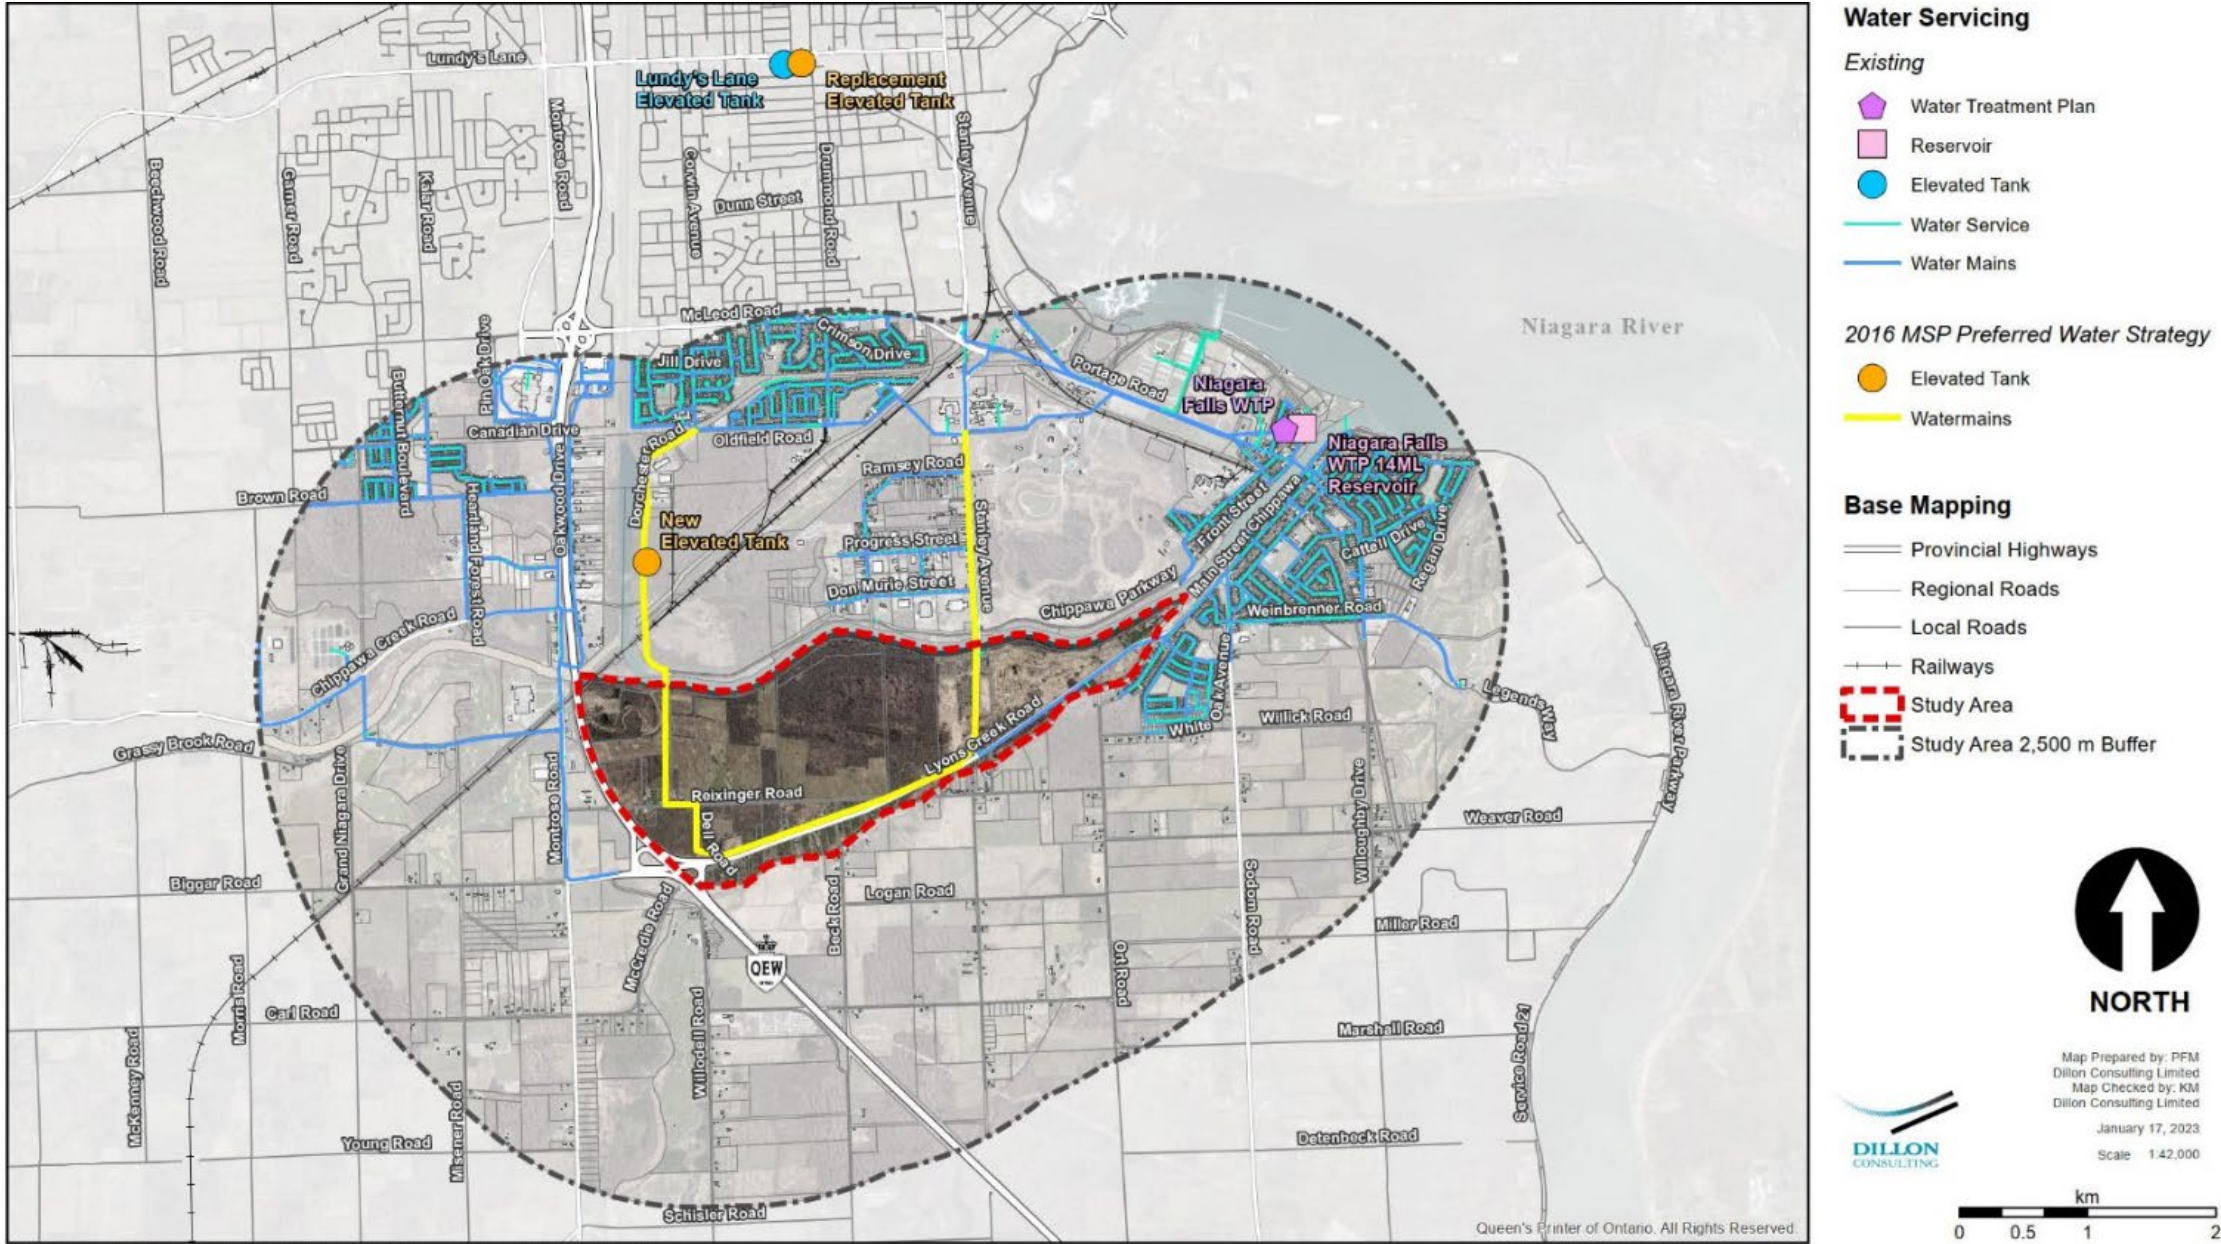 Lundy's Lane
Lundy's Lane
Elevated Tank
Replacement
Elevated Tank
Montrose Road
Stanley Avenue
Beechwood Road
Garner Road
Kalar Road
Corwin Avenue
Drummond Road
Dunn Street
McLeod Road
Crimson Drive
Jill Drive
Pin Oak Drive
Portage Road
Niagara River
Niagara
Falls WTP
Niagara Falls
WTP 14ML
Reservoir
Butternut Boulevard
Canadian Drive
Dorchester Road
Oldfield Road
Ramsey Road
Brown Road
Heartland Forest Road
Oakwood Drive
New
Elevated Tank
Progress Street
Don Murie Street
Stanley Avenue
Front Street
Main Street Chippawa
Cattell Drive
Regan Drive
Chippawa Parkway
Weinbrenner Road
Chippawa Creek Road
Grassy Brook Road
Grand Niagara Drive
Montrose Road
Lyons Creek Road
White Oak Avenue
Willick Road
Legends Way
Niagara River Parkway
Reixinger Road
Dell Road
Willoughby Drive
Weaver Road
Biggar Road
McCredie Road
Beck Road
Logan Road
Sodom Road
Miller Road
QEW
Morris Road
Carl Road
Ort Road
Marshall Road
Service Road 21
McKenney Road
Young Road
Misener Road
Willodell Road
Detenbeck Road
Schisler Road
Queen's Printer of Ontario. All Rights Reserved.
Water Servicing
Existing
Water Treatment Plan
Reservoir
Elevated Tank
Water Service
Water Mains
2016 MSP Preferred Water Strategy
Elevated Tank
Watermains
Base Mapping
Provincial Highways
Regional Roads
Local Roads
Railways
Study Area
Study Area 2,500 m Buffer
NORTH
Map Prepared by: PFM
Dillon Consulting Limited
Map Checked by: KM
Dillon Consulting Limited
January 17, 2023
Scale 1:42,000
DILLON
CONSULTING
km
0 0.5 1 2